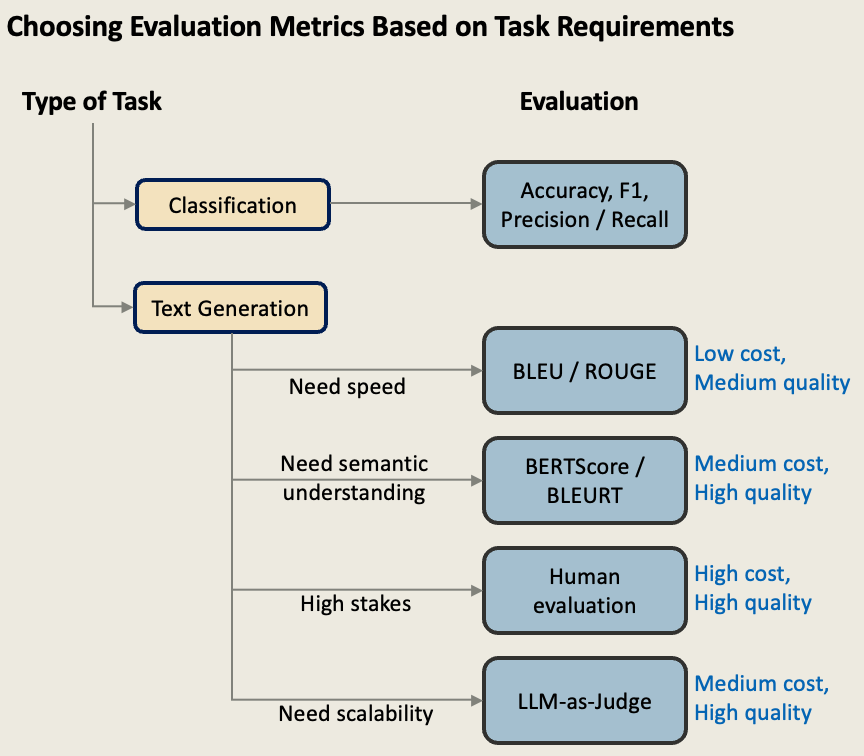 Choosing Evaluation Metrics Based on Task Requirements
Type of Task
Evaluation
Classification
Accuracy, F1,
Precision / Recall
Text Generation
Need speed
BLEU / ROUGE
Low cost,
Medium quality
Need semantic
understanding
BERTScore /
BLEURT
Medium cost,
High quality
High stakes
Human
evaluation
High cost,
High quality
Need scalability
LLM-as-Judge
Medium cost,
High quality